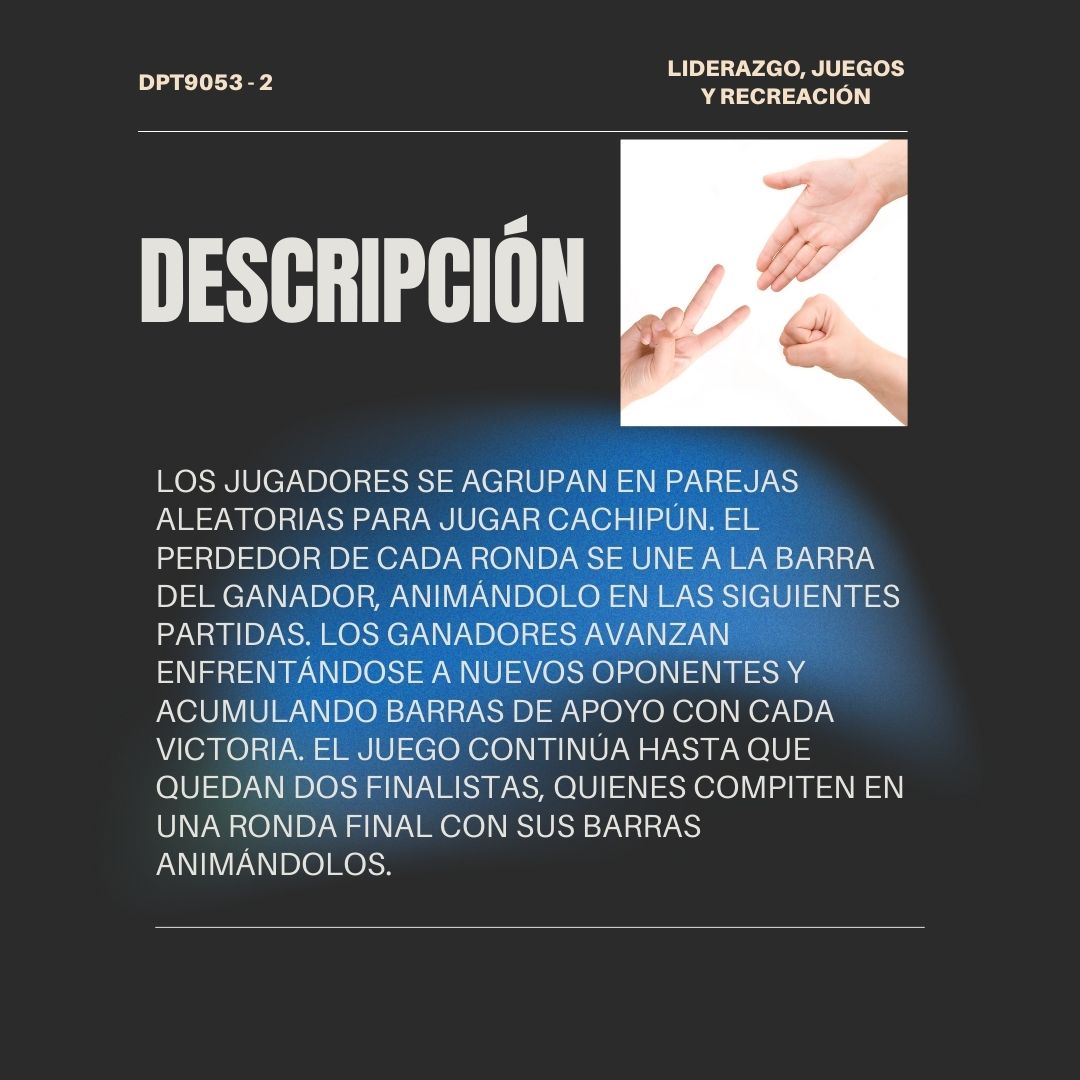 DPT9053 - 2
LIDERAZGO, JUEGOS
Y RECREACIÓN
DESCRIPCIÓN
LOS JUGADORES SE AGRUPAN EN PAREJAS
ALEATORIAS PARA JUGAR CACHIPÚN. EL
PERDEDOR DE CADA RONDA SE UNE A LA BARRA
DEL GANADOR, ANIMÁNDOLO EN LAS SIGUIENTES
PARTIDAS. LOS GANADORES AVANZAN
ENFRENTÁNDOSE A NUEVOS OPONENTES Y
ACUMULANDO BARRAS DE APOYO CON CADA
VICTORIA. EL JUEGO CONTINÚA HASTA QUE
QUEDAN DOS FINALISTAS, QUIENES COMPITEN EN
UNA RONDA FINAL CON SUS BARRAS
ANIMÁNDOLOS.